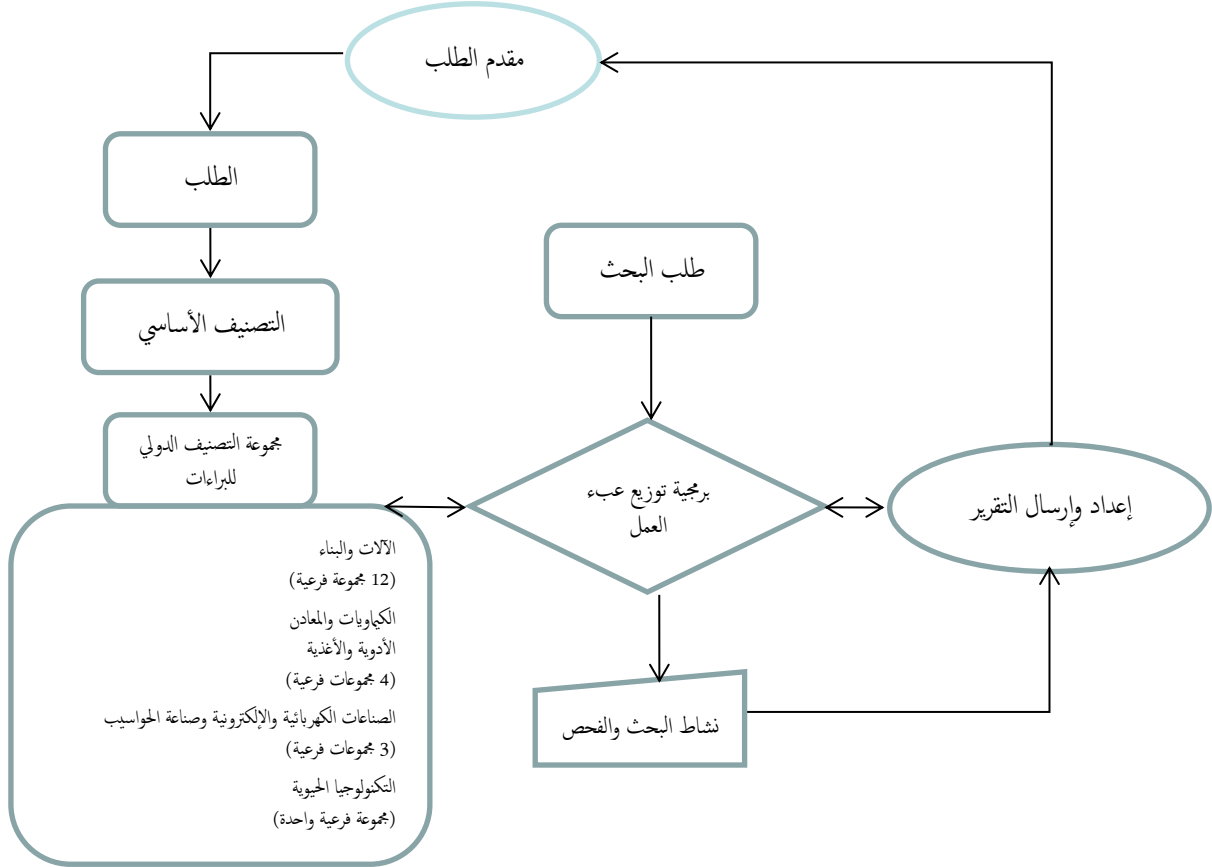 مقدم الطلب
الطلب
طلب البحث
التصنيف الأساسي
مجموعة التصنيف الدولي
للبراءات
برمجية توزيع عبء
العمل
إعداد وإرسال التقرير
الآلات والبناء
(12 مجموعة فرعية)
الكيماويات والمعادن
الأدوية والأغذية
(4 مجموعات فرعية)
الصناعات الكهربائية والإلكترونية وصناعة الحواسيب
(3 مجموعات فرعية)
التكنولوجيا الحيوية
(مجموعة فرعية واحدة)
نشاط البحث والفحص